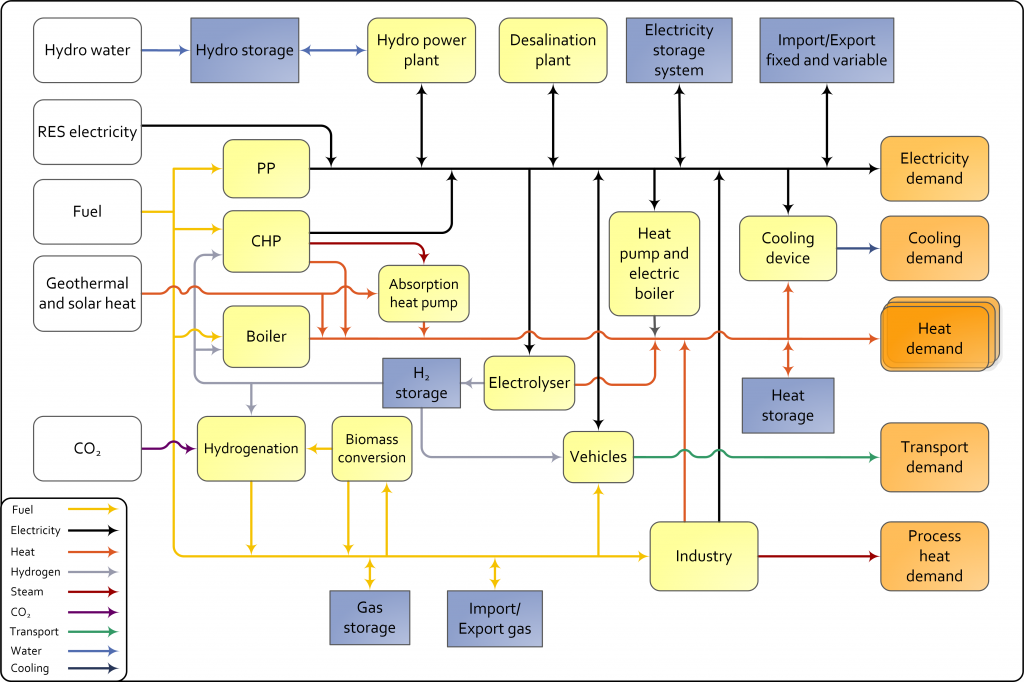 Hydro water
Hydro storage
Hydro power
plant
Desalination
plant
Electricity
storage
system
Import/Export
fixed and variable
RES electricity
PP
Electricity
demand
Fuel
CHP
Heat
pump and
electric
boiler
Cooling
device
Cooling
demand
Geothermal
and solar heat
Absorption
heat pump
Boiler
Heat
demand
H₂
storage
Electrolyser
Heat
storage
CO₂
Hydrogenation
Biomass
conversion
Vehicles
Transport
demand
Industry
Process
heat
demand
Gas
storage
Import/
Export gas
Fuel
Electricity
Heat
Hydrogen
Steam
CO₂
Transport
Water
Cooling